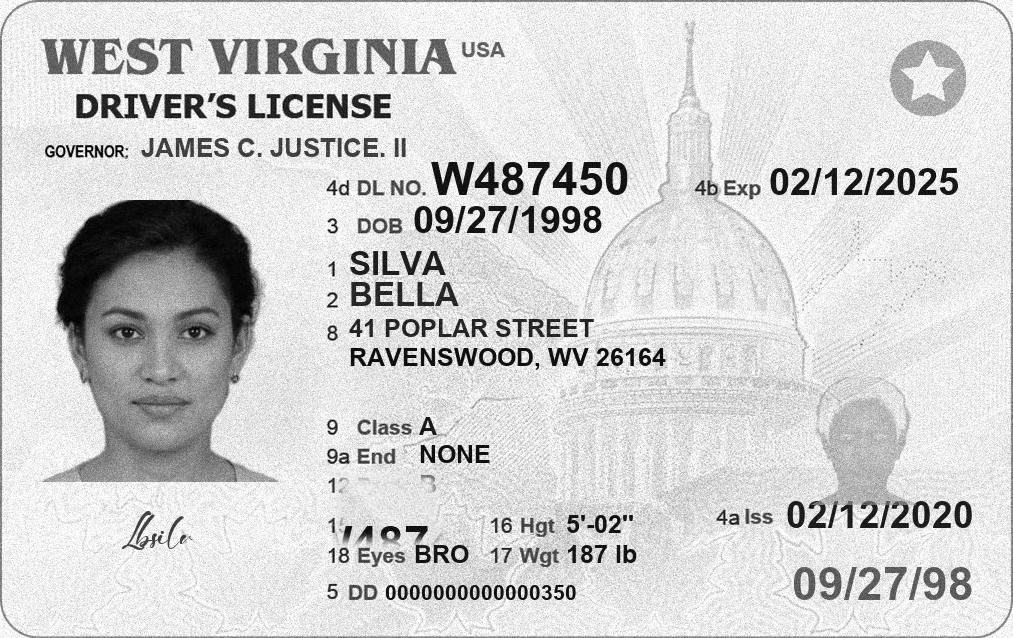 WEST VIRGINIA USA
DRIVER'S LICENSE
GOVERNOR: JAMES C. JUSTICE. II
4d DL NO. W487450 4b Exp 02/12/2025
3 DOB 09/27/1998
1 SILVA
2 BELLA
8 41 POPLAR STREET
RAVENSWOOD, WV 26164
9 Class A
9a End NONE
12 B
16 Hgt 5'-02"
4a Iss 02/12/2020
18 Eyes BRO 17 Wgt 187 lb
5 DD 0000000000000350
09/27/98